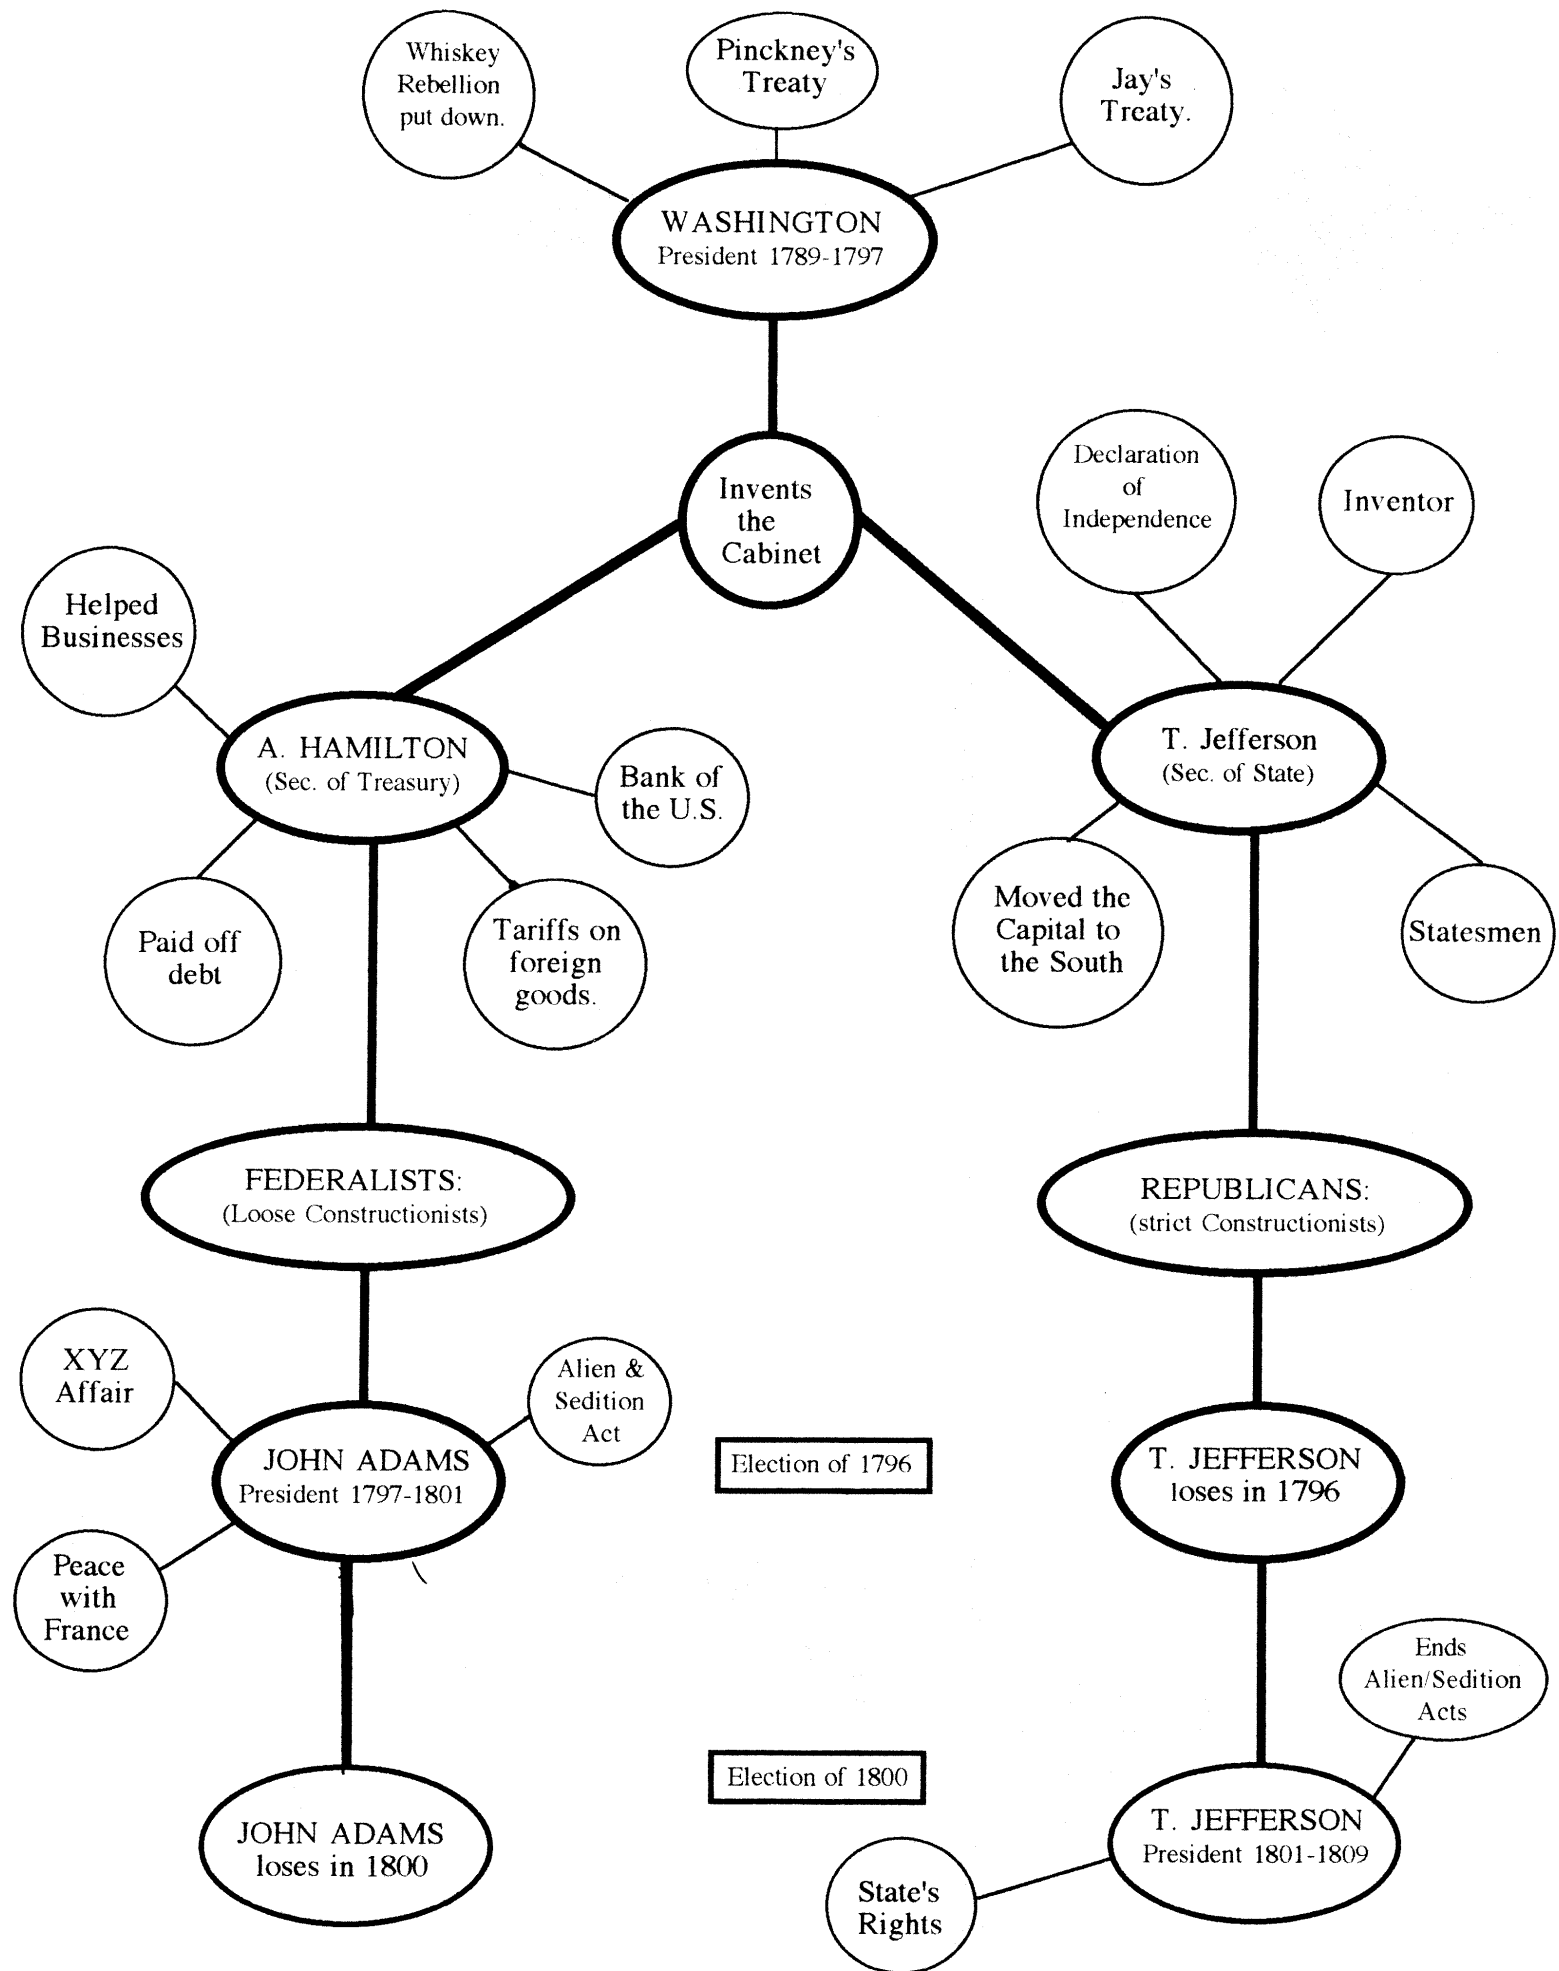 Whiskey
Rebellion
put down.
Pinckney's
Treaty
Jay's
Treaty.
WASHINGTON
President 1789-1797
Invents
the
Cabinet
Declaration
of
Independence
Inventor
Helped
Businesses
A. HAMILTON
(Sec. of Treasury)
Bank of
the U.S.
T. Jefferson
(Sec. of State)
Paid off
debt
Tariffs on
foreign
goods.
Moved the
Capital to
the South
Statesmen
FEDERALISTS:
(Loose Constructionists)
REPUBLICANS:
(strict Constructionists)
XYZ
Affair
Alien &
Sedition
Act
JOHN ADAMS
President 1797-1801
Election of 1796
T. JEFFERSON
loses in 1796
Peace
with
France
Ends
Alien/Sedition
Acts
Election of 1800
JOHN ADAMS
loses in 1800
T. JEFFERSON
President 1801-1809
State's
Rights